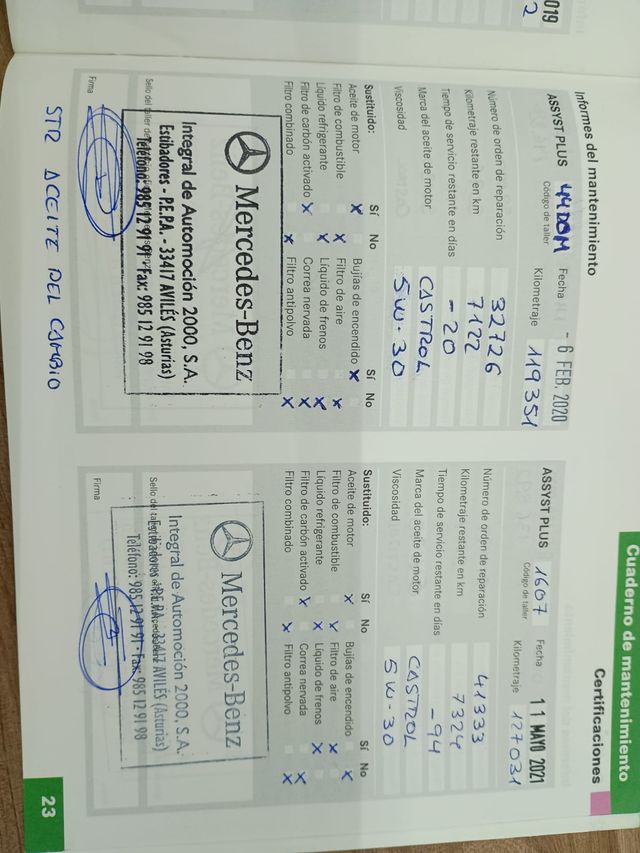 019
2
Cuaderno de mantenimiento
Certificaciones
Informes del mantenimiento
ASSYST PLUS 44DOM Fecha - 6 FEB. 2020
Código de taller Kilometraje 119351
Número de orden de reparación 32726
Kilometraje restante en km 7122
Tiempo de servicio restante en días - 20
Marca del aceite de motor CASTROL
Viscosidad 5W-30
Sustituido: Sí No Sí No
Aceite de motor X Bujías de encendido X
Filtro de combustible X Filtro de aire X
Líquido refrigerante X Líquido de frenos X
Filtro de carbón activado X Correa nervada X
Filtro combinado X Filtro antipolvo X
Mercedes-Benz
Integral de Automoción 2000, S.A.
Estibadores - P.E.P.A. - 33417 AVILÉS (Asturias)
Teléfono: 985 12 91 91 - Fax: 985 12 91 98
Sello del taller
Firma
STR ACEITE DEL CAMBIO
ASSYST PLUS 1607 Fecha 11 MAYO 2021
Código de taller Kilometraje 127031
Número de orden de reparación 41333
Kilometraje restante en km 7324
Tiempo de servicio restante en días -94
Marca del aceite de motor CASTROL
Viscosidad 5W-30
Sustituido: Sí No Sí No
Aceite de motor X Bujías de encendido X
Filtro de combustible X Filtro de aire X
Líquido refrigerante X Líquido de frenos X
Filtro de carbón activado X Correa nervada X
Filtro combinado X Filtro antipolvo X
Mercedes-Benz
Integral de Automoción 2000, S.A.
Estibadores - P.E.P.A. - 33417 AVILÉS (Asturias)
Teléfono: 985 12 91 91 - Fax: 985 12 91 98
Sello del
Firma
23